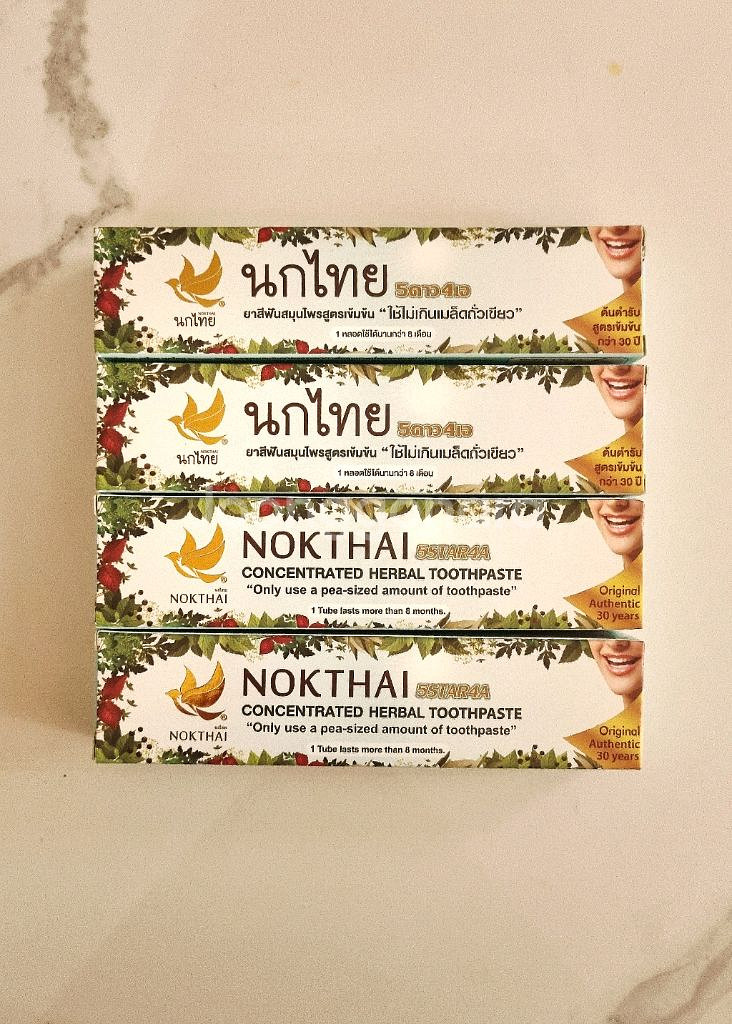 นกไทย 5ดาว4เอ
ยาสีฟันสมุนไพรสูตรเข้มข้น “ใช้ไม่เกินเมล็ดถั่วเขียว”
1 หลอดใช้ได้นานกว่า 8 เดือน
NOKTHAI
นกไทย
ต้นตำรับ
สูตรเข้มข้น
กว่า 30 ปี
นกไทย 5ดาว4เอ
ยาสีฟันสมุนไพรสูตรเข้มข้น “ใช้ไม่เกินเมล็ดถั่วเขียว”
1 หลอดใช้ได้นานกว่า 8 เดือน
NOKTHAI
นกไทย
ต้นตำรับ
สูตรเข้มข้น
กว่า 30 ปี
NOKTHAI 5STAR4A
CONCENTRATED HERBAL TOOTHPASTE
“Only use a pea-sized amount of toothpaste”
1 Tube lasts more than 8 months.
นกไทย
NOKTHAI
Original
Authentic
30 years
NOKTHAI 5STAR4A
CONCENTRATED HERBAL TOOTHPASTE
“Only use a pea-sized amount of toothpaste”
1 Tube lasts more than 8 months.
นกไทย
NOKTHAI
Original
Authentic
30 years